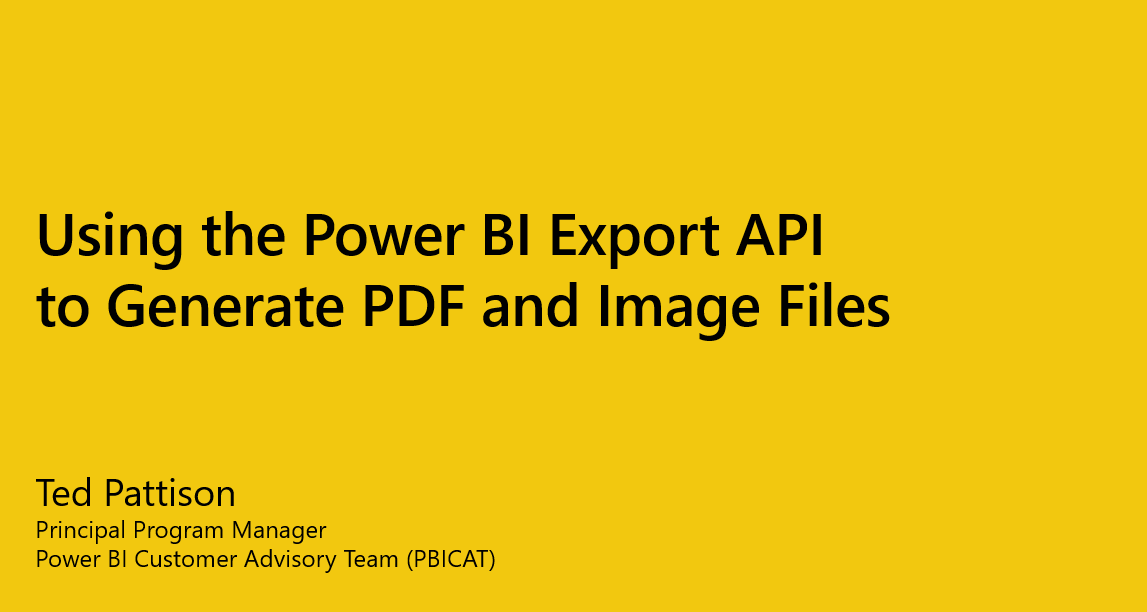 Using the Power BI Export API
to Generate PDF and Image Files
Ted Pattison
Principal Program Manager
Power BI Customer Advisory Team (PBICAT)